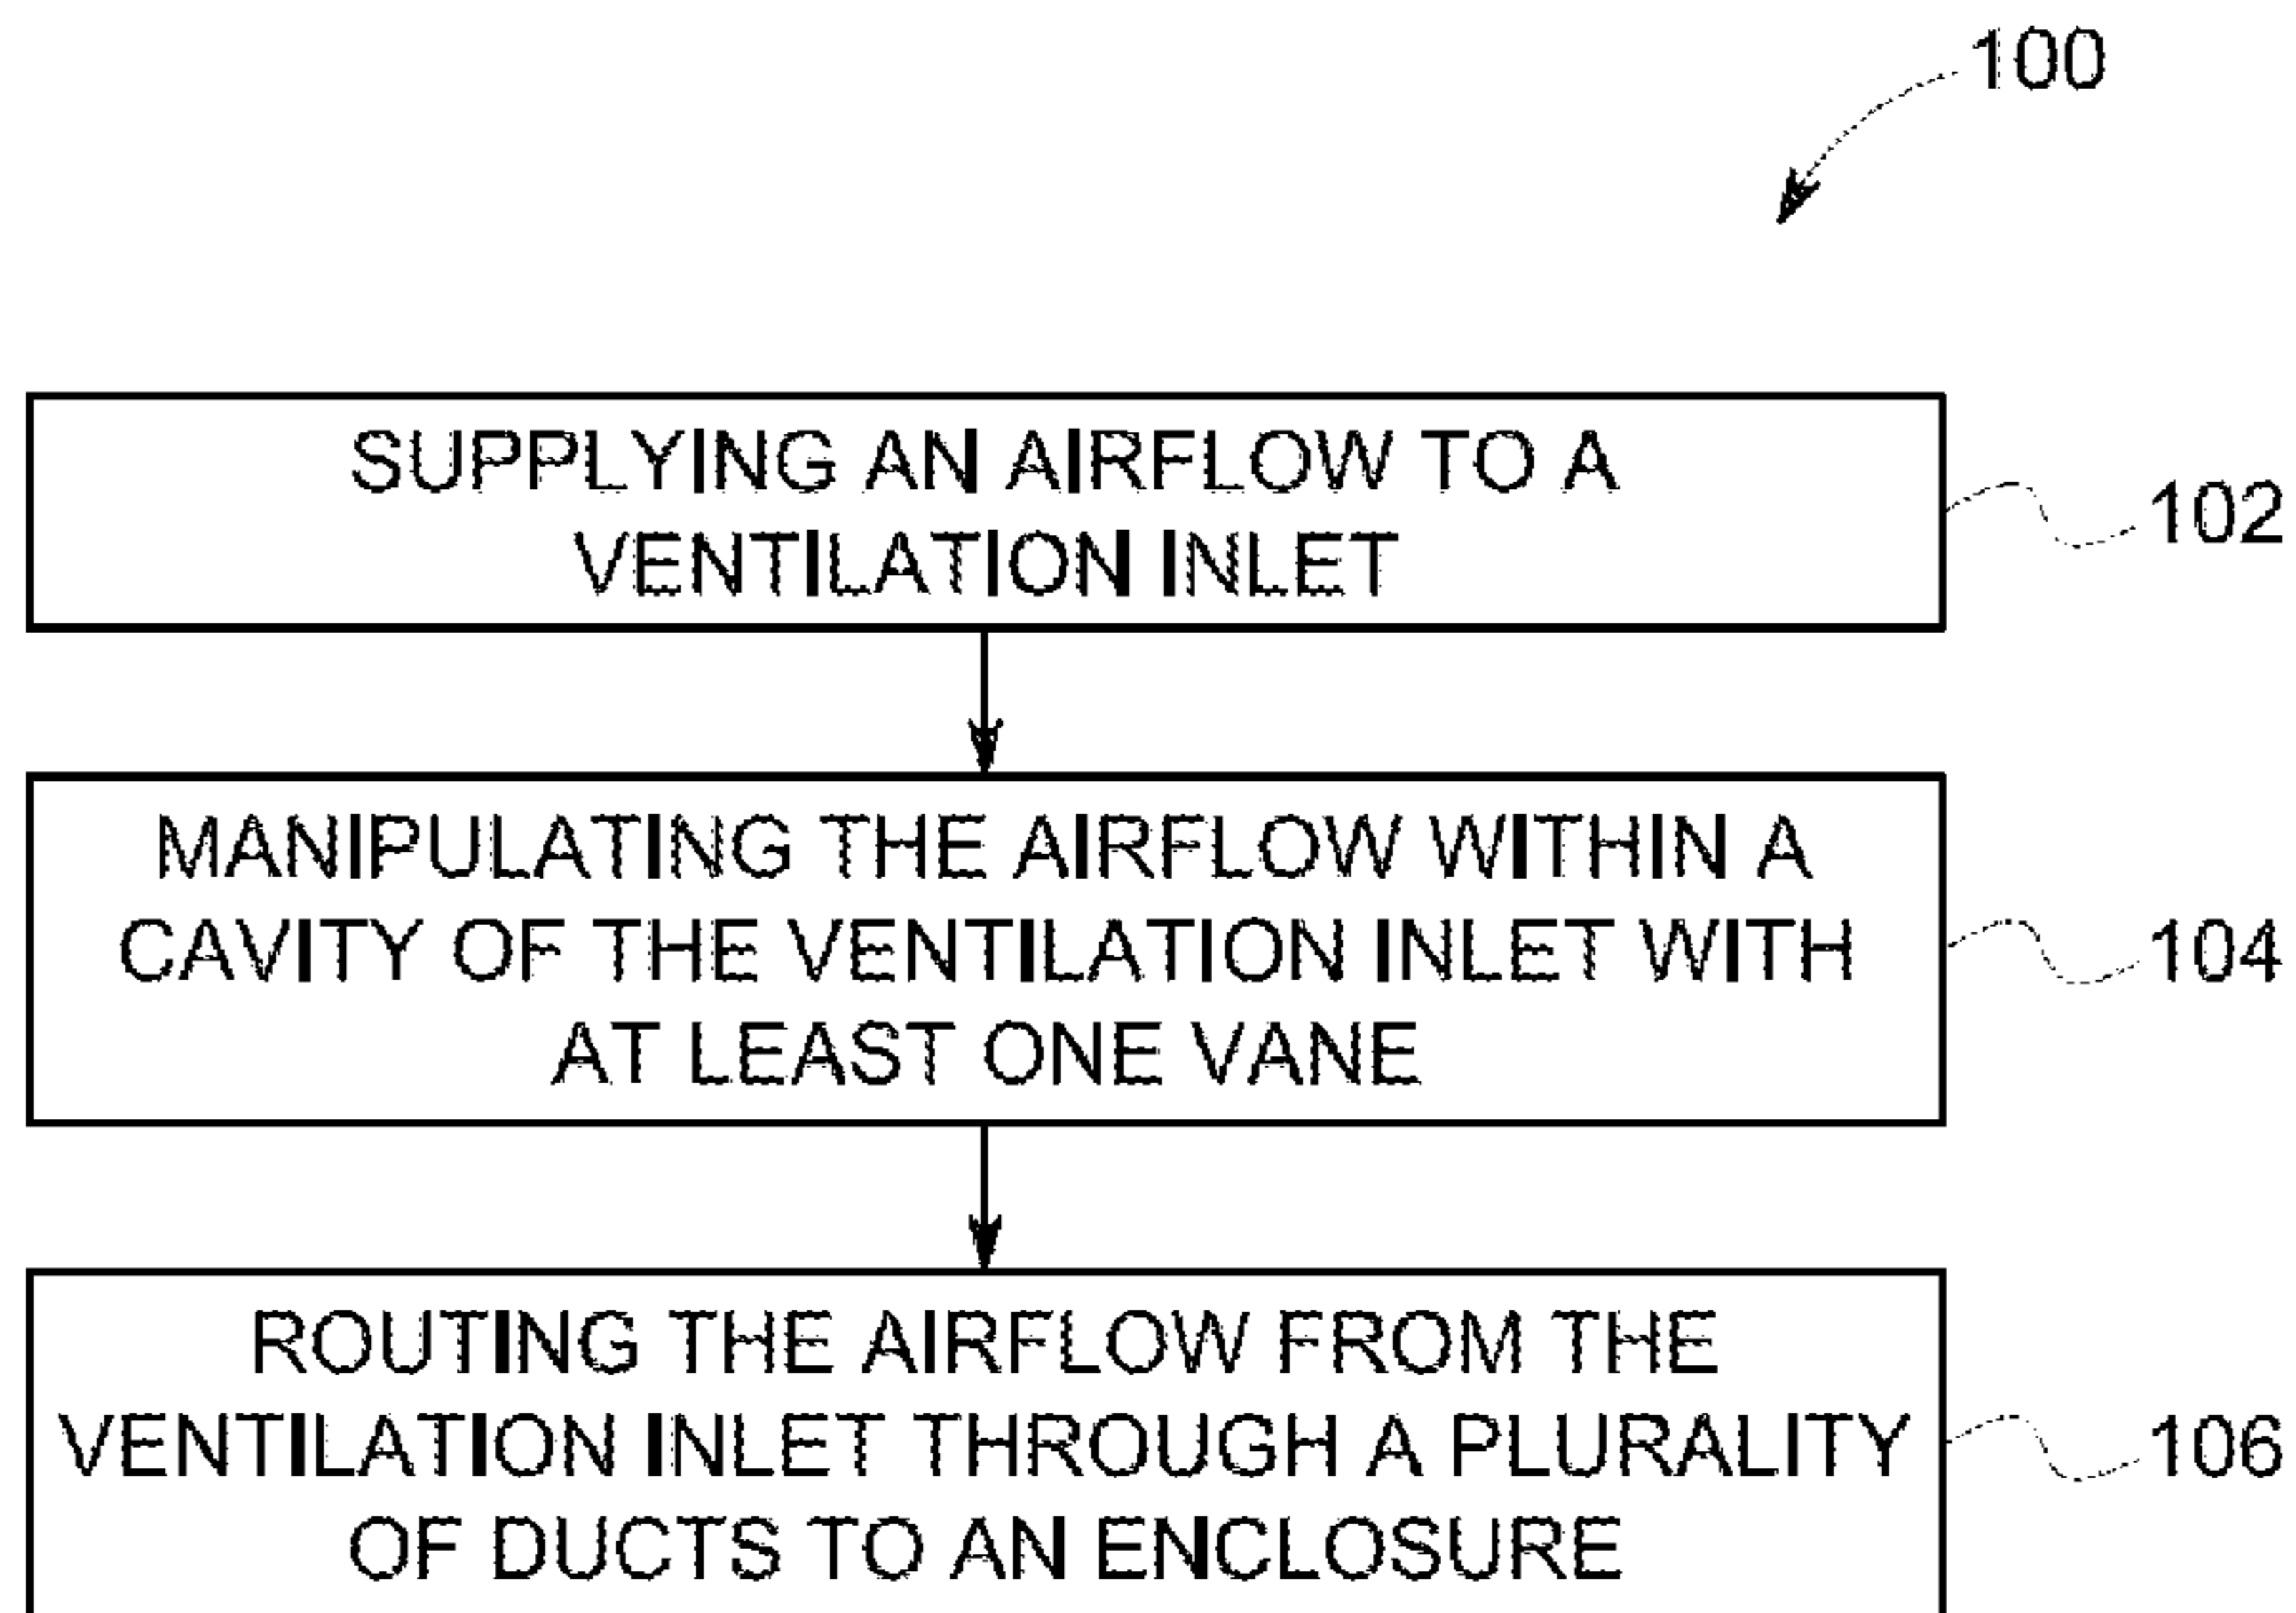 100
SUPPLYING AN AIRFLOW TO A
VENTILATION INLET
102
MANIPULATING THE AIRFLOW WITHIN A
CAVITY OF THE VENTILATION INLET WITH
AT LEAST ONE VANE
104
ROUTING THE AIRFLOW FROM THE
VENTILATION INLET THROUGH A PLURALITY
OF DUCTS TO AN ENCLOSURE
106